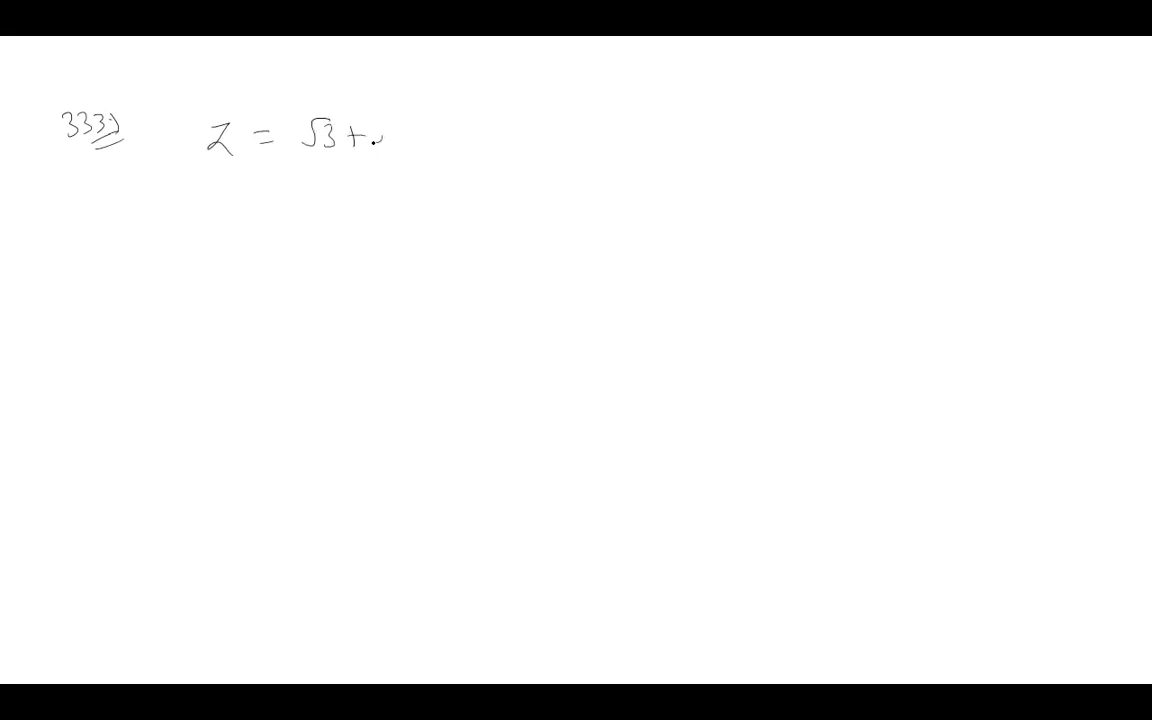 333) Z = √3 +